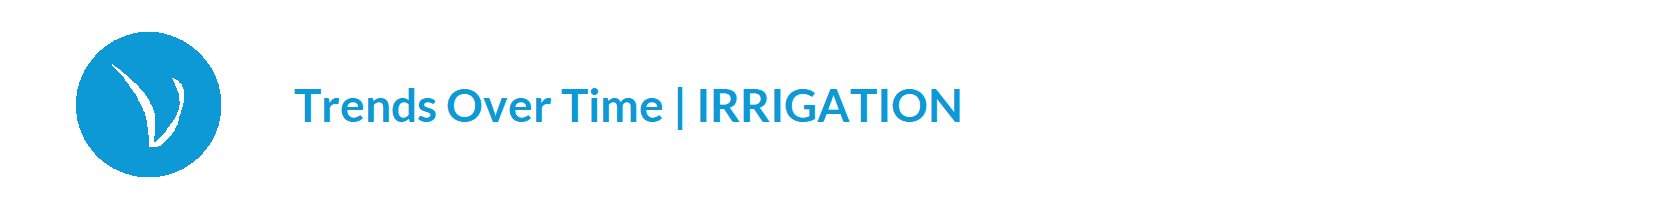 Trends Over Time | IRRIGATION